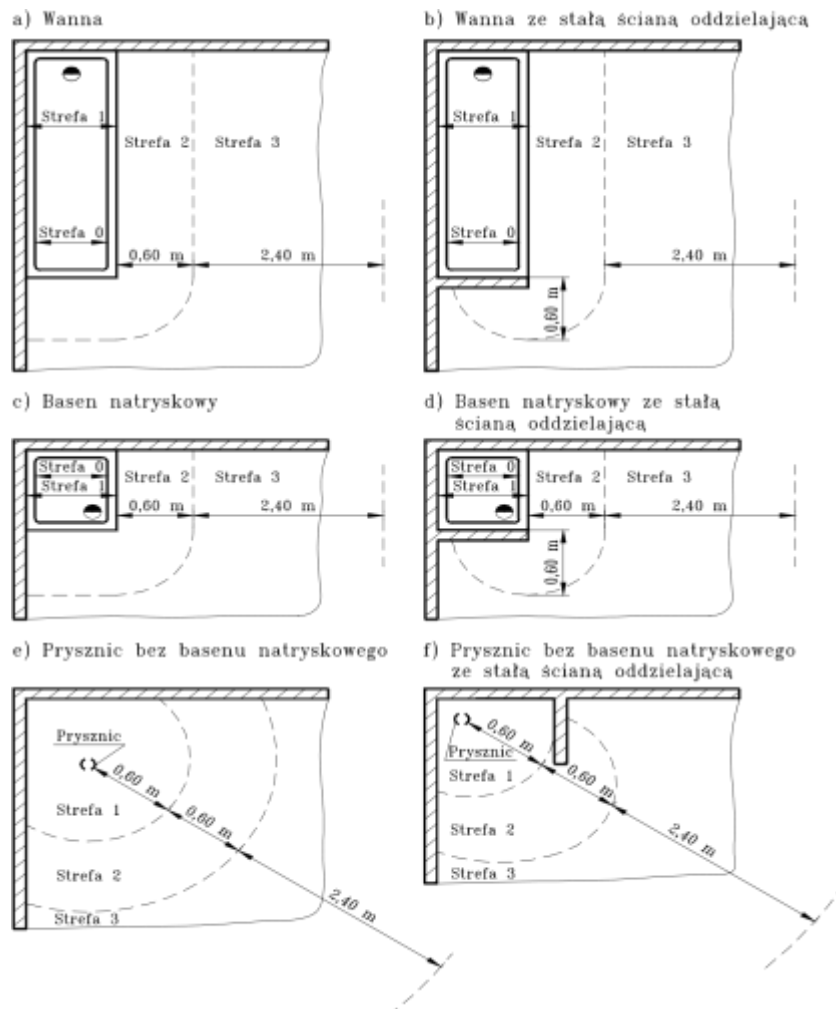 a) Wanna
Strefa 1
Strefa 2
Strefa 3
Strefa 0
0,60 m
2,40 m
b) Wanna ze stałą ścianą oddzielającą
Strefa 1
Strefa 2
Strefa 3
Strefa 0
2,40 m
0,60 m
c) Basen natryskowy
Strefa 0
Strefa 1
Strefa 2
Strefa 3
0,60 m
2,40 m
d) Basen natryskowy ze stałą
ścianą oddzielającą
Strefa 0
Strefa 1
Strefa 2
Strefa 3
0,60 m
2,40 m
0,60 m
e) Prysznic bez basenu natryskowego
Prysznic
0,60 m
Strefa 1
0,60 m
Strefa 2
2,40 m
Strefa 3
f) Prysznic bez basenu natryskowego
ze stałą ścianą oddzielającą
0,60 m
Prysznic
Strefa 1
0,60 m
Strefa 2
2,40 m
Strefa 3